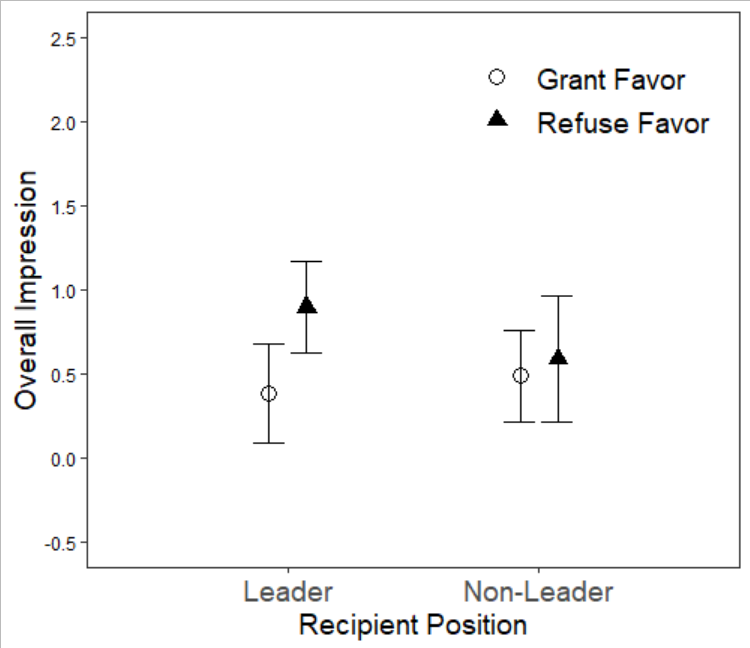 2.5
2.0
1.5
1.0
0.5
0.0
-0.5
Overall Impression
Grant Favor
Refuse Favor
Leader
Non-Leader
Recipient Position